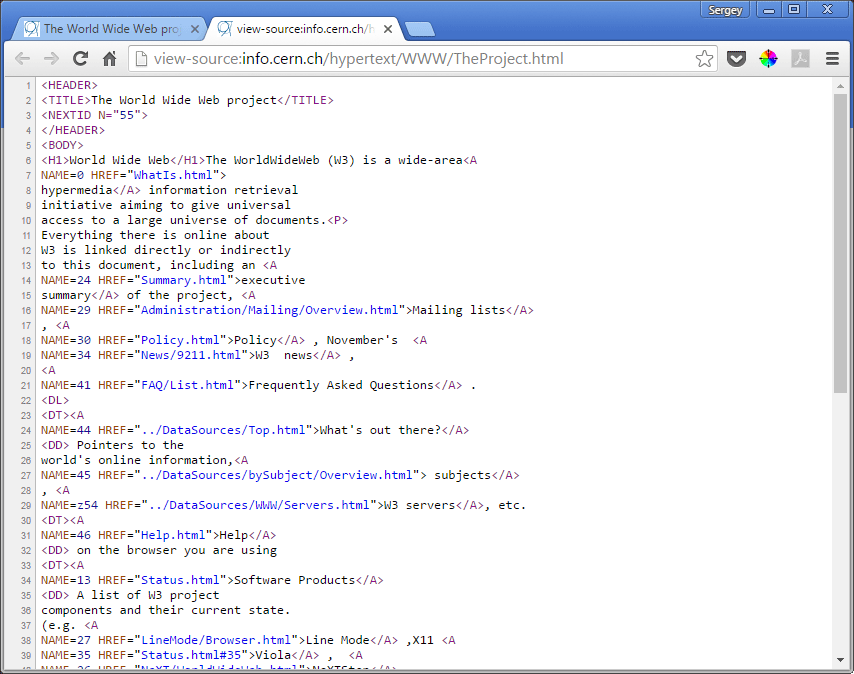 Sergey
The World Wide Web proj
view-source:info.cern.ch/h
view-source:info.cern.ch/hypertext/WWW/TheProject.html
1 <HEADER>
2 <TITLE>The World Wide Web project</TITLE>
3 <NEXTID N="55">
4 </HEADER>
5 <BODY>
6 <H1>World Wide Web</H1>The WorldWideWeb (W3) is a wide-area<A
7 NAME=0 HREF="WhatIs.html">
8 hypermedia</A> information retrieval
9 initiative aiming to give universal
10 access to a large universe of documents.<P>
11 Everything there is online about
12 W3 is linked directly or indirectly
13 to this document, including an <A
14 NAME=24 HREF="Summary.html">executive
15 summary</A> of the project, <A
16 NAME=29 HREF="Administration/Mailing/Overview.html">Mailing lists</A>
17 , <A
18 NAME=30 HREF="Policy.html">Policy</A> , November's  <A
19 NAME=34 HREF="News/9211.html">W3  news</A> ,
20 <A
21 NAME=41 HREF="FAQ/List.html">Frequently Asked Questions</A> .
22 <DL>
23 <DT><A
24 NAME=44 HREF="../DataSources/Top.html">What's out there?</A>
25 <DD> Pointers to the
26 world's online information,<A
27 NAME=45 HREF="../DataSources/bySubject/Overview.html"> subjects</A>
28 , <A
29 NAME=z54 HREF="../DataSources/WWW/Servers.html">W3 servers</A>, etc.
30 <DT><A
31 NAME=46 HREF="Help.html">Help</A>
32 <DD> on the browser you are using
33 <DT><A
34 NAME=13 HREF="Status.html">Software Products</A>
35 <DD> A list of W3 project
36 components and their current state.
37 (e.g. <A
38 NAME=27 HREF="LineMode/Browser.html">Line Mode</A> ,X11 <A
39 NAME=35 HREF="Status.html#35">Viola</A> ,  <A
40 NAME=26 HREF="NeXT/WorldWideWeb.html">NeXTStep</A>